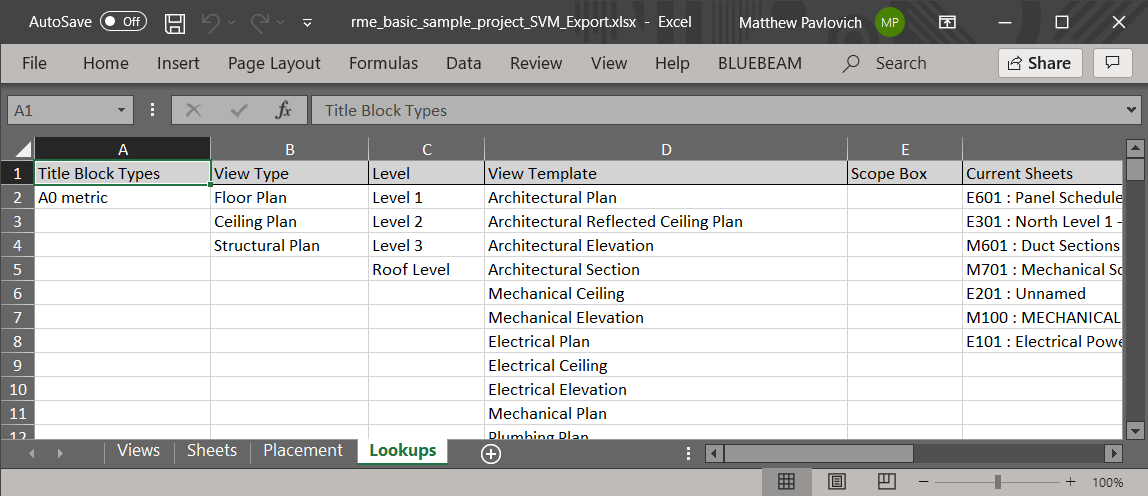 AutoSave Off rme_basic_sample_project_SVM_Export.xlsx - Excel Matthew Pavlovich MP
File Home Insert Page Layout Formulas Data Review View Help BLUEBEAM Search Share
A1 fx Title Block Types
A B C D E
1 Title Block Types View Type Level View Template Scope Box Current Sheets
2 A0 metric Floor Plan Level 1 Architectural Plan E601 : Panel Schedule
3 Ceiling Plan Level 2 Architectural Reflected Ceiling Plan E301 : North Level 1 -
4 Structural Plan Level 3 Architectural Elevation M601 : Duct Sections
5 Roof Level Architectural Section M701 : Mechanical
6 Mechanical Ceiling E201 : Unnamed
7 Mechanical Elevation M100 : MECHANICAL
8 Electrical Plan E101 : Electrical
9 Electrical Ceiling
10 Electrical Elevation
11 Mechanical Plan
12 Plumbing Plan
Views Sheets Placement Lookups
100%